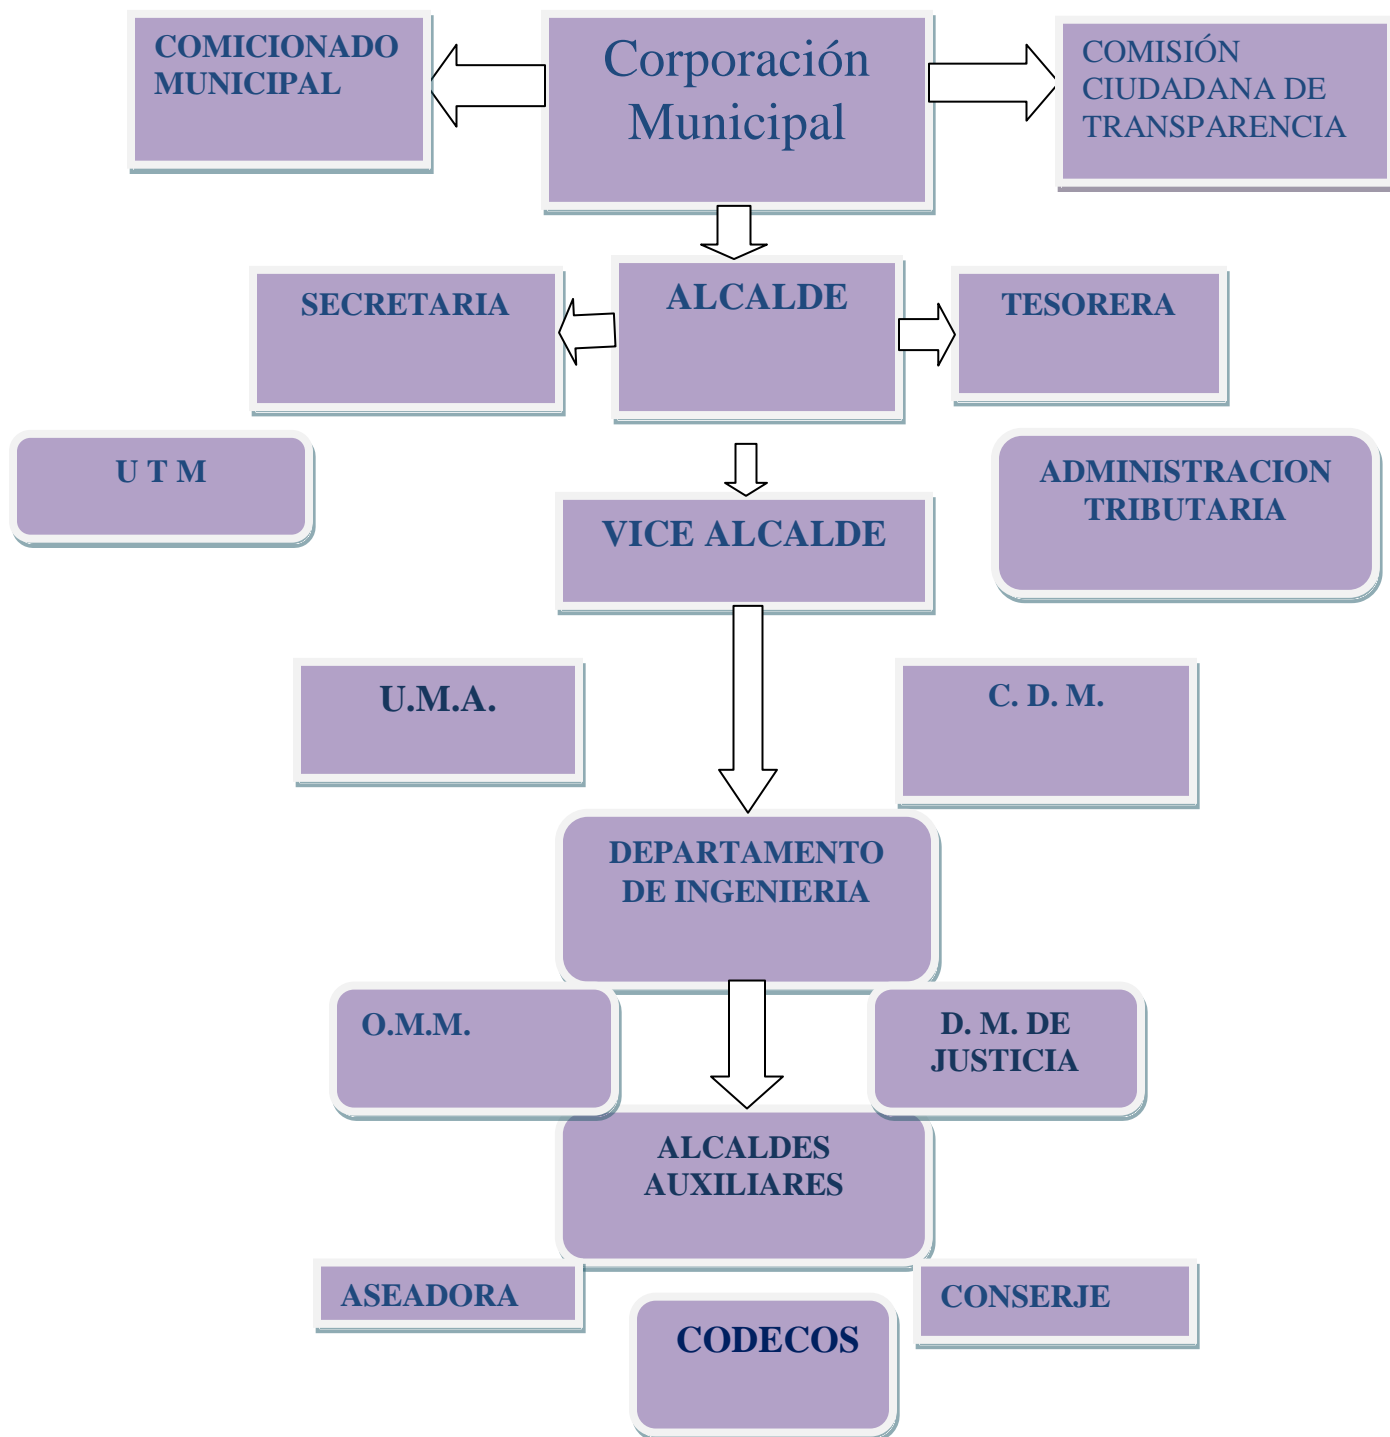 COMICIONADO
MUNICIPAL
Corporación
Municipal
COMISIÓN
CIUDADANA DE
TRANSPARENCIA
SECRETARIA
ALCALDE
TESORERA
U T M
ADMINISTRACION
TRIBUTARIA
VICE ALCALDE
U.M.A.
C. D. M.
DEPARTAMENTO
DE INGENIERIA
O.M.M.
D. M. DE
JUSTICIA
ALCALDES
AUXILIARES
ASEADORA
CONSERJE
CODECOS